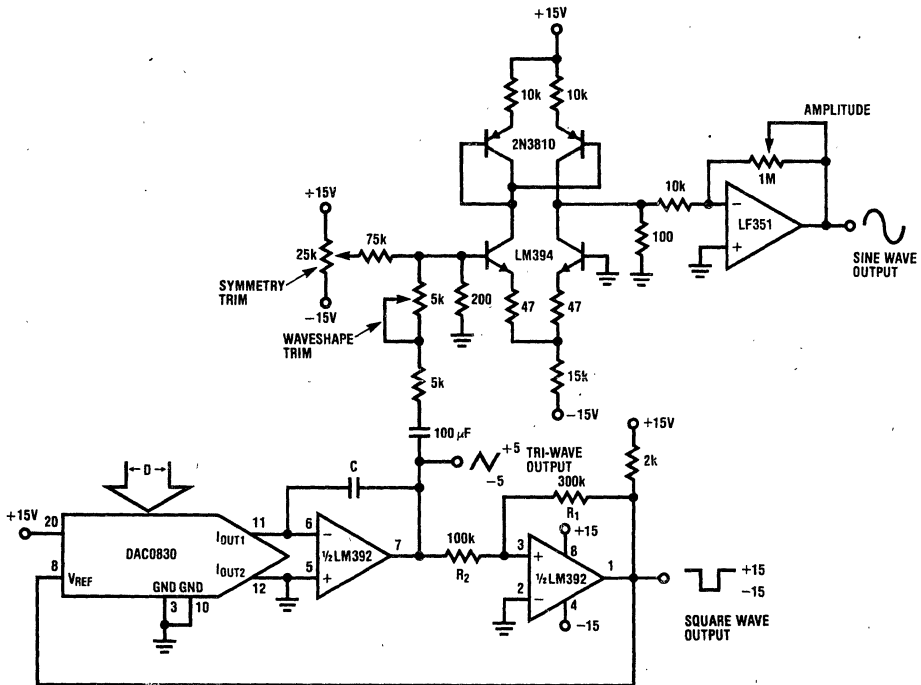 +15V
10k
10k
2N3810
AMPLITUDE
1M
10k
−
LF351
+
100
SINE WAVE
OUTPUT
+15V
25k
75k
LM394
SYMMETRY
TRIM
−15V
5k
200
47
47
WAVESHAPE
TRIM
5k
15k
−15V
100 µF
+5
−5
TRI-WAVE
OUTPUT
+15V
2k
D
C
300k
R1
+15V
20
DAC0830
11
IOUT1
6
−
½LM392
7
100k
R2
3
+
+15
8
½LM392
1
8
VREF
IOUT2
12
5
+
2
−
4
−15
+15
−15
GND GND
3
10
SQUARE WAVE
OUTPUT